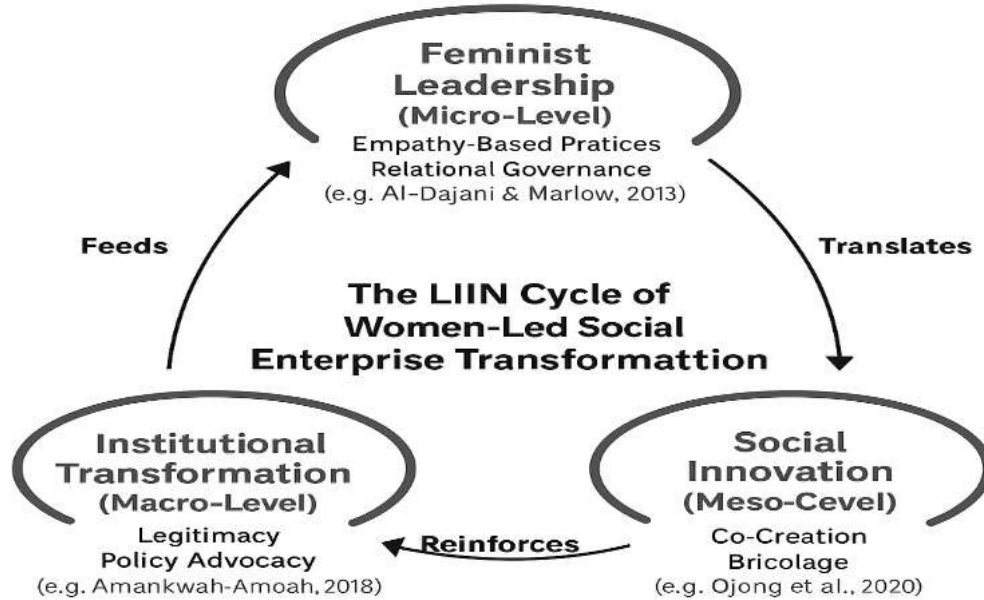 Feminist
Leadership
(Micro-Level)
Empathy-Based Pratices
Relational Governance
(e.g. Al-Dajani & Marlow, 2013)
Feeds
Translates
The LIIN Cycle of
Women-Led Social
Enterprise Transformattion
Institutional
Transformation
(Macro-Level)
Legitimacy
Policy Advocacy
(e.g. Amankwah-Amoah, 2018)
Reinforces
Social
Innovation
(Meso-Cevel)
Co-Creation
Bricolage
(e.g. Ojong et al., 2020)